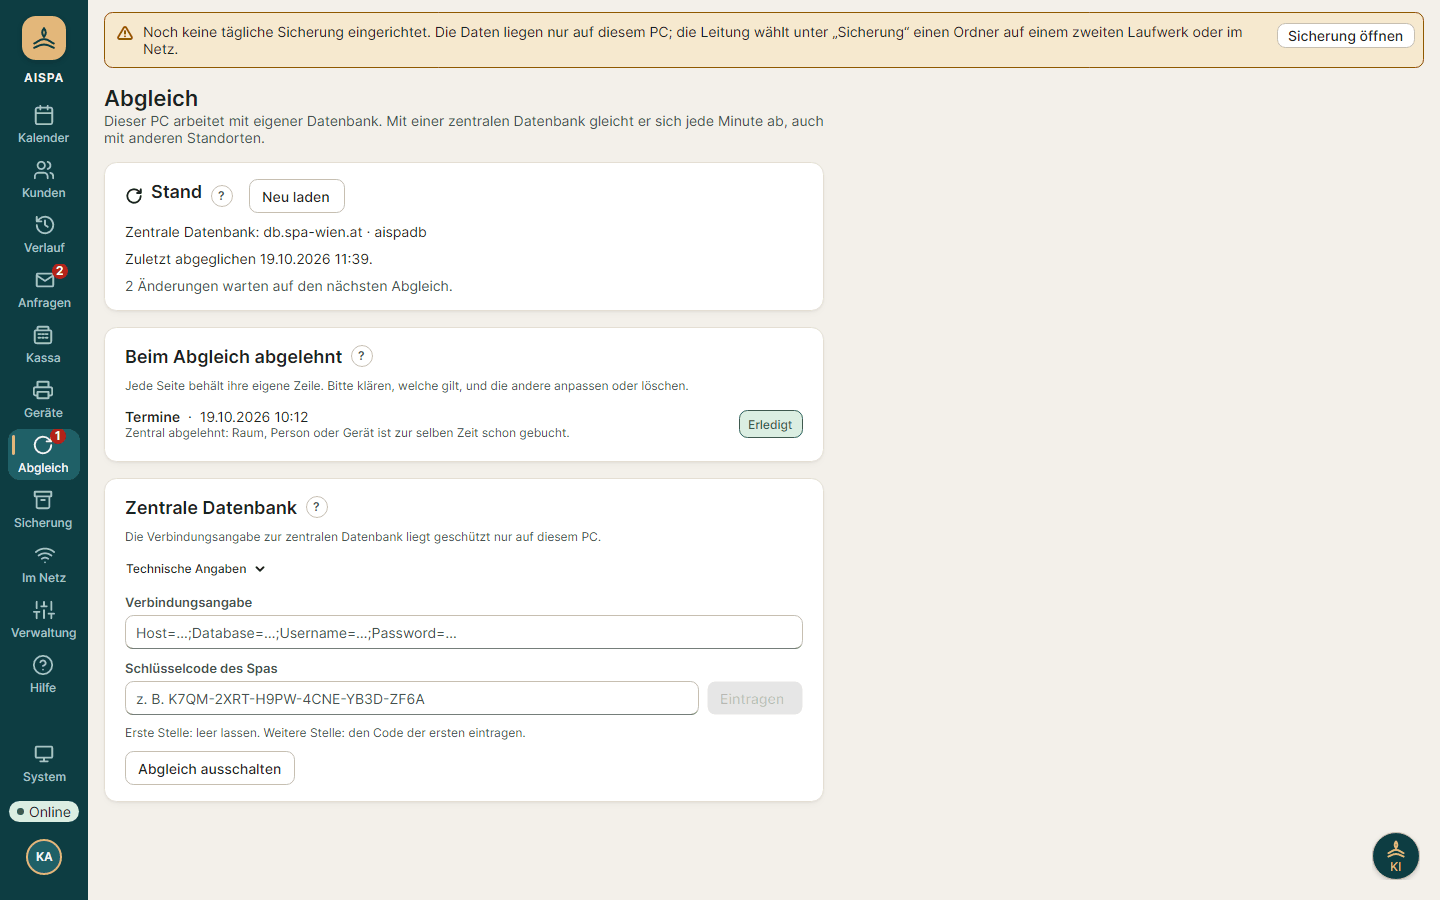 Noch keine tägliche Sicherung eingerichtet. Die Daten liegen nur auf diesem PC; die Leitung wählt unter „Sicherung“ einen Ordner auf einem zweiten Laufwerk oder im
Netz.
Sicherung öffnen
AISPA
Kalender
Kunden
Verlauf
2
Anfragen
Kassa
Geräte
1
Abgleich
Sicherung
Im Netz
Verwaltung
Hilfe
System
Online
KA
Abgleich
Dieser PC arbeitet mit eigener Datenbank. Mit einer zentralen Datenbank gleicht er sich jede Minute ab, auch
mit anderen Standorten.
Stand ? Neu laden
Zentrale Datenbank: db.spa-wien.at · aispadb
Zuletzt abgeglichen 19.10.2026 11:39.
2 Änderungen warten auf den nächsten Abgleich.
Beim Abgleich abgelehnt ?
Jede Seite behält ihre eigene Zeile. Bitte klären, welche gilt, und die andere anpassen oder löschen.
Termine · 19.10.2026 10:12
Zentral abgelehnt: Raum, Person oder Gerät ist zur selben Zeit schon gebucht.
Erledigt
Zentrale Datenbank ?
Die Verbindungsangabe zur zentralen Datenbank liegt geschützt nur auf diesem PC.
Technische Angaben
Verbindungsangabe
Host=...;Database=...;Username=...;Password=...
Schlüsselcode des Spas
z. B. K7QM-2XRT-H9PW-4CNE-YB3D-ZF6A
Eintragen
Erste Stelle: leer lassen. Weitere Stelle: den Code der ersten eintragen.
Abgleich ausschalten
KI